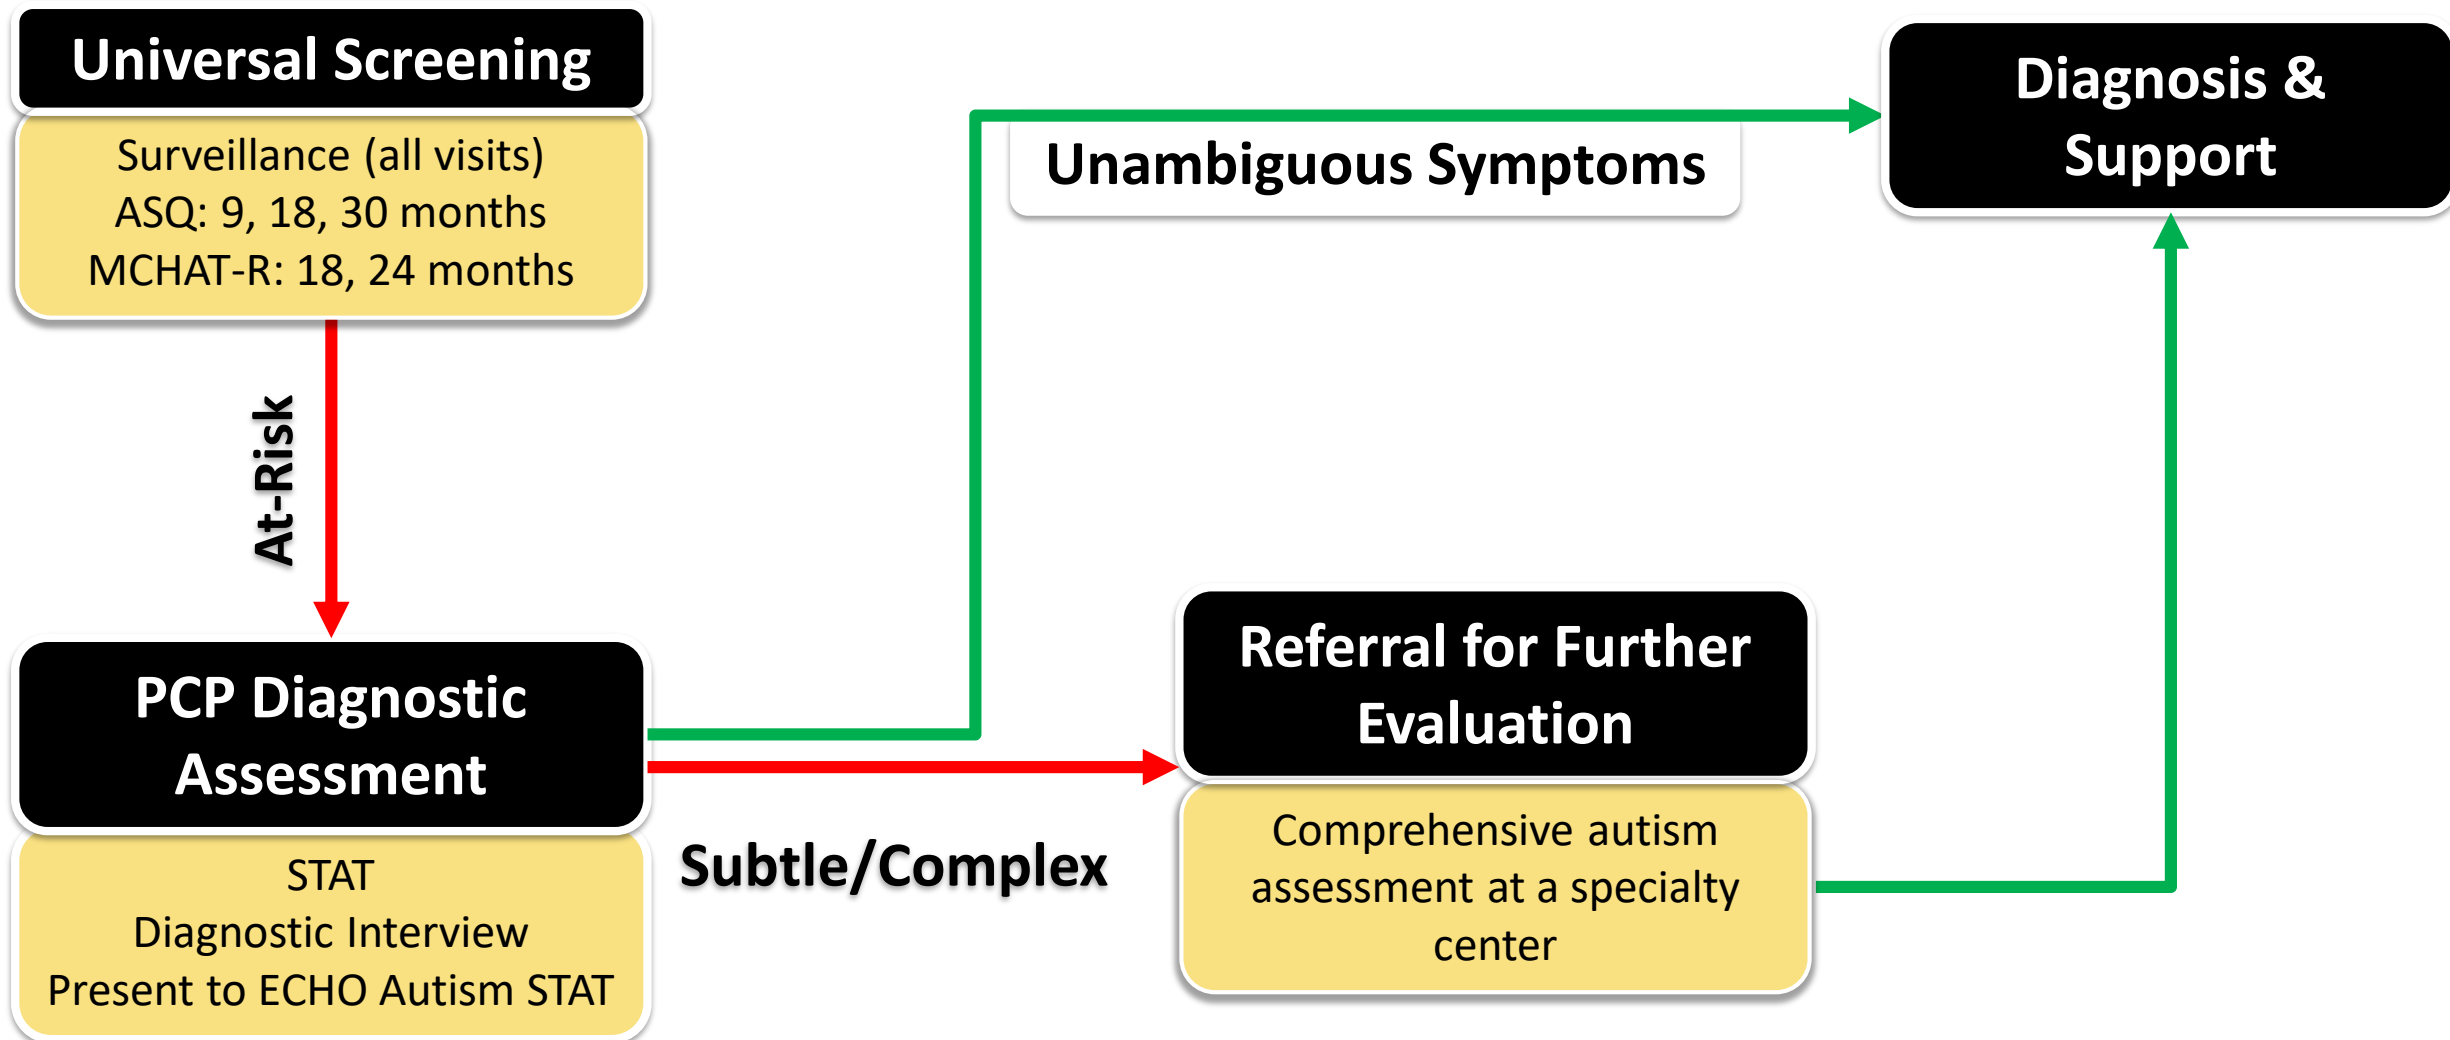 Universal Screening
Surveillance (all visits)
ASQ: 9, 18, 30 months
MCHAT-R: 18, 24 months
At-Risk
PCP Diagnostic
Assessment
STAT
Diagnostic Interview
Present to ECHO Autism STAT
Unambiguous Symptoms
Subtle/Complex
Referral for Further
Evaluation
Comprehensive autism
assessment at a specialty
center
Diagnosis &
Support